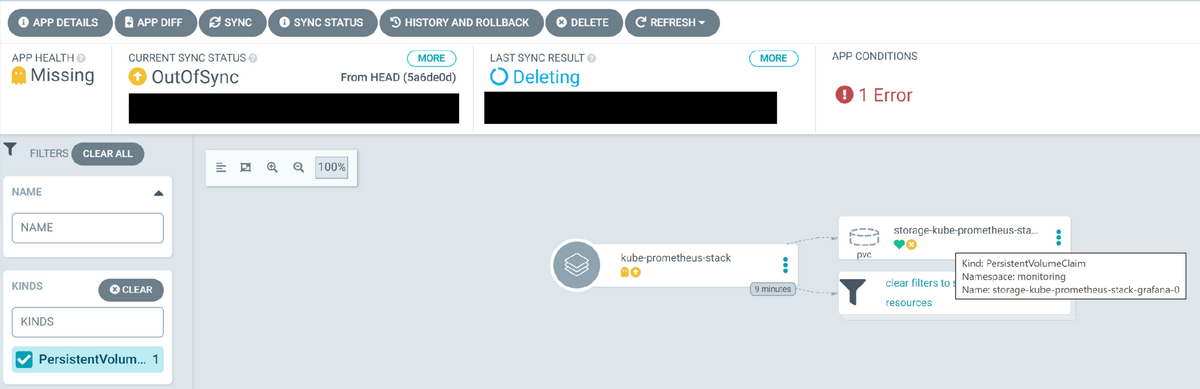 APP DETAILS
APP DIFF
SYNC
SYNC STATUS
HISTORY AND ROLLBACK
DELETE
REFRESH
APP HEALTH
Missing
CURRENT SYNC STATUS
MORE
OutOfSync
From HEAD (5a6de0d)
LAST SYNC RESULT
MORE
Deleting
APP CONDITIONS
1 Error
FILTERS
CLEAR ALL
NAME
NAME
KINDS
CLEAR
KINDS
PersistentVolum... 1
100%
kube-prometheus-stack
9 minutes
storage-kube-prometheus-sta...
pvc
clear filters to s
resources
Kind: PersistentVolumeClaim
Namespace: monitoring
Name: storage-kube-prometheus-stack-grafana-0